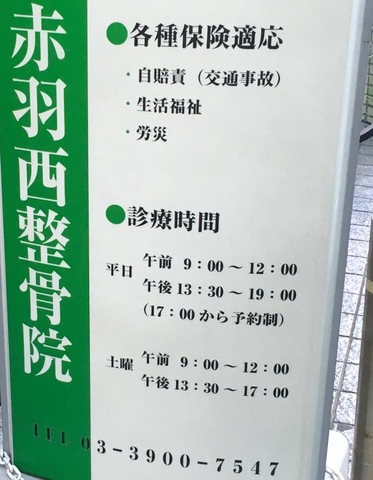 赤羽西整骨院
●各種保険適応
・自賠責（交通事故）
・生活福祉
・労災
●診療時間
平日 午前 9：00～12：00
午後 13：30～19：00
（17：00から予約制）
土曜 午前 9：00～12：00
午後 13：30～17：00
TEL 03-3900-7547